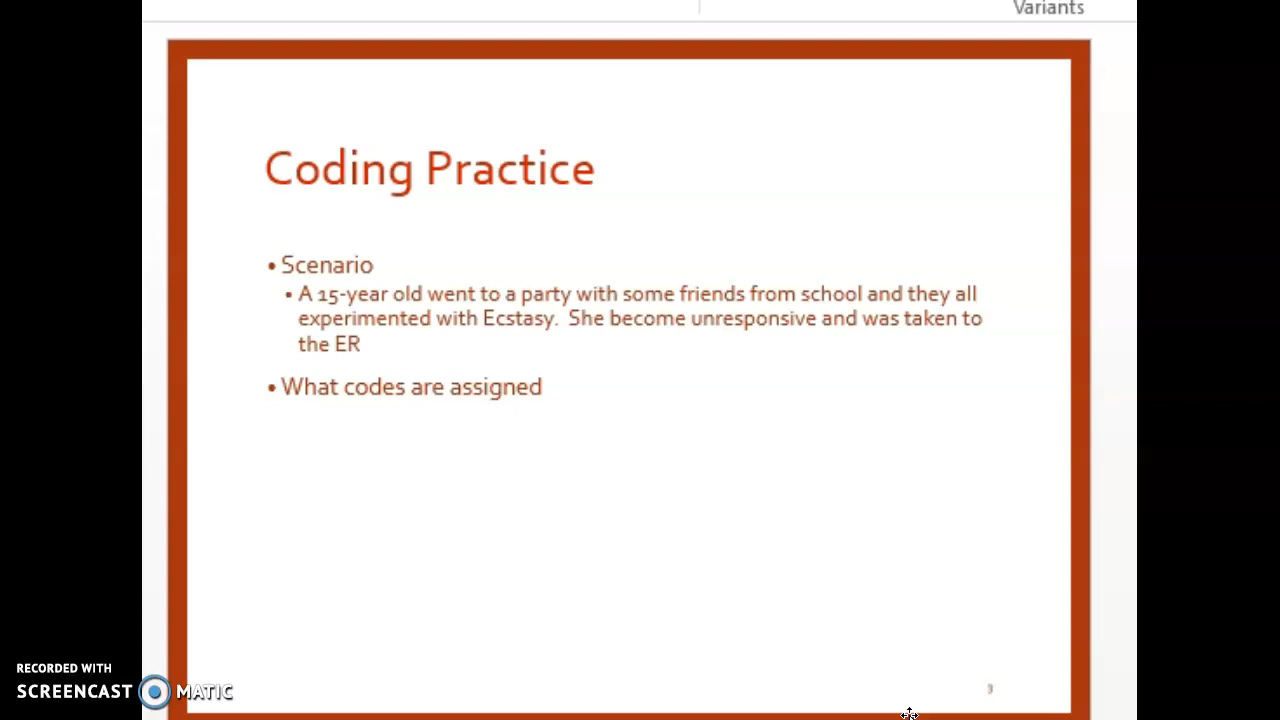 Variants
Coding Practice
• Scenario
• A 15-year old went to a party with some friends from school and they all
experimented with Ecstasy.  She become unresponsive and was taken to
the ER
• What codes are assigned
3
RECORDED WITH
SCREENCAST MATIC